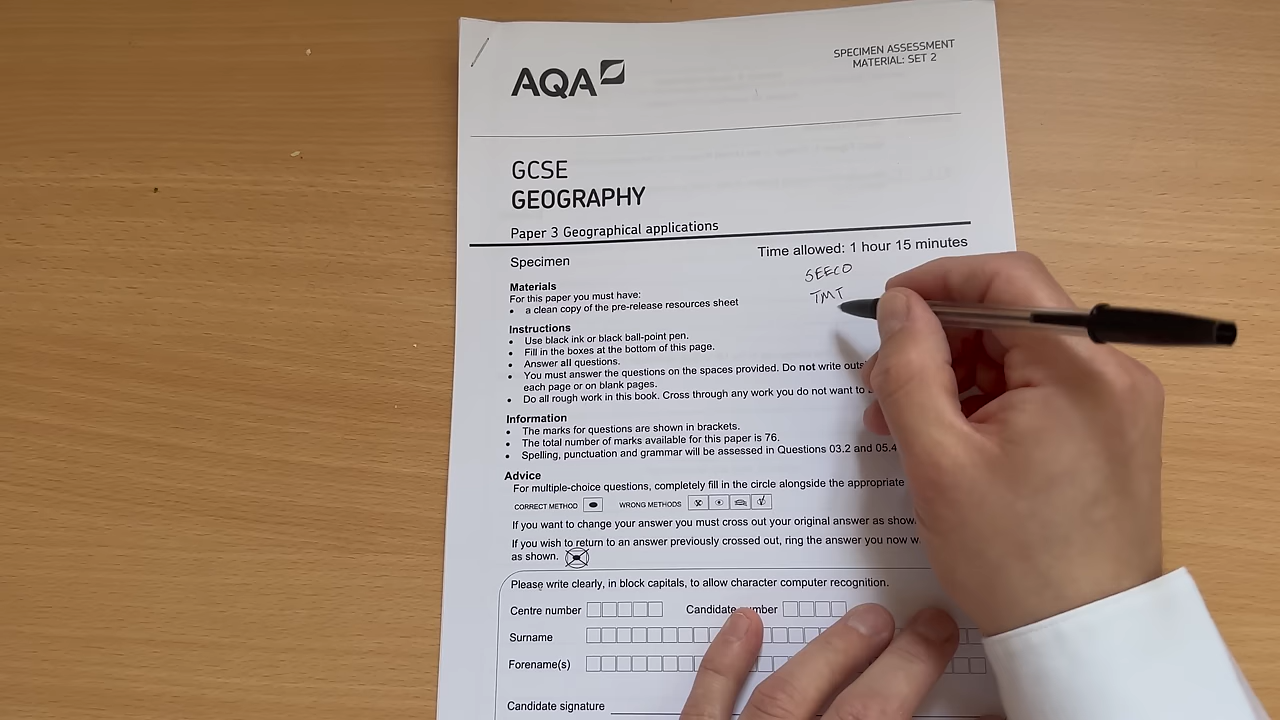 AQA
SPECIMEN ASSESSMENT
MATERIAL: SET 2
GCSE
GEOGRAPHY
Paper 3 Geographical applications
Time allowed: 1 hour 15 minutes
Specimen
SEECO
TMT
Materials
For this paper you must have:
• a clean copy of the pre-release resources sheet
Instructions
• Use black ink or black ball-point pen.
• Fill in the boxes at the bottom of this page.
• Answer all questions.
• You must answer the questions on the spaces provided. Do not write
each page or on blank pages.
• Do all rough work in this book. Cross through any work you do not want to
Information
• The marks for questions are shown in brackets.
• The total number of marks available for this paper is 76.
• Spelling, punctuation and grammar will be assessed in Questions 03.2 and 05.4
Advice
For multiple-choice questions, completely fill in the circle alongside the appropriate
CORRECT METHOD WRONG METHODS
If you want to change your answer you must cross out your original answer as
If you wish to return to an answer previously crossed out, ring the answer you now
as shown.
Please write clearly, in block capitals, to allow character computer recognition.
Centre number Candidate number
Surname
Forename(s)
Candidate signature